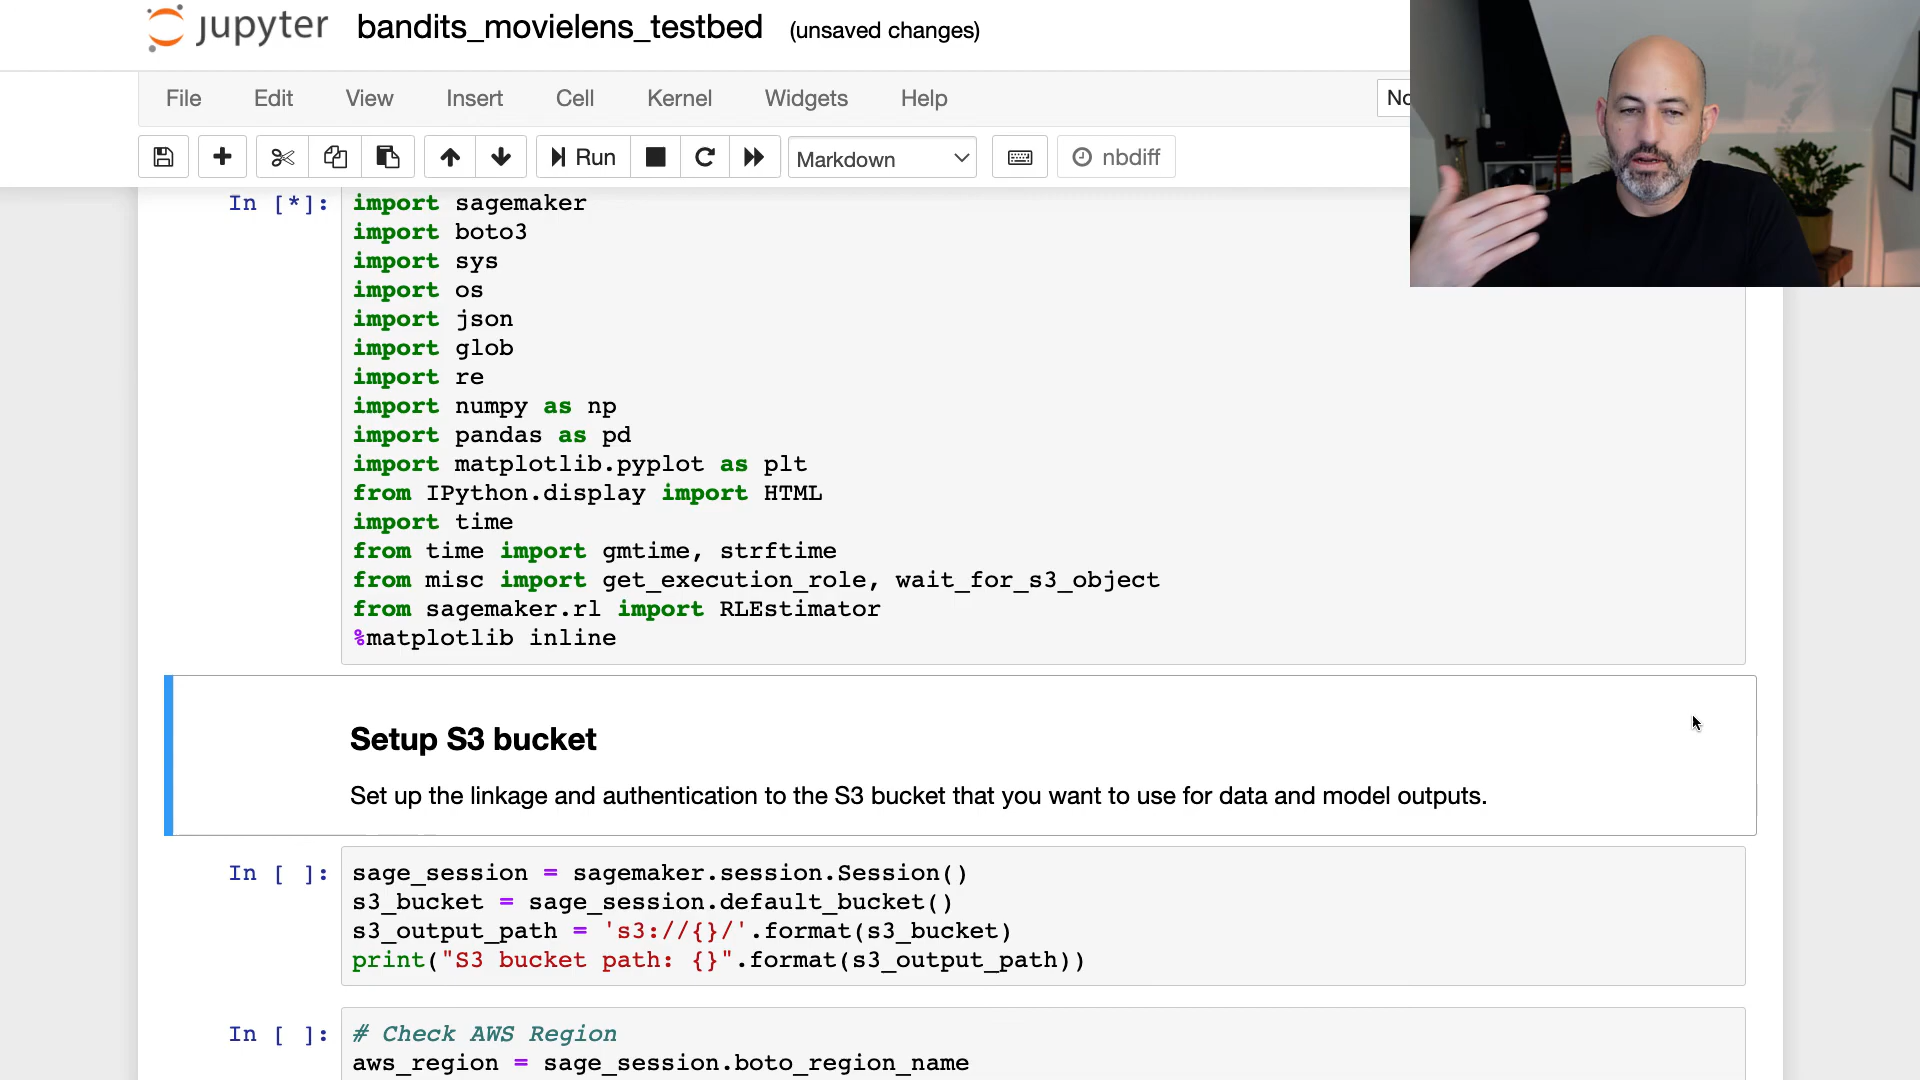 jupyter bandits_movielens_testbed (unsaved changes)
File Edit View Insert Cell Kernel Widgets Help
Run Markdown nbdiff
In [*]:
import sagemaker
import boto3
import sys
import os
import json
import glob
import re
import numpy as np
import pandas as pd
import matplotlib.pyplot as plt
from IPython.display import HTML
import time
from time import gmtime, strftime
from misc import get_execution_role, wait_for_s3_object
from sagemaker.rl import RLEstimator
%matplotlib inline
Setup S3 bucket
Set up the linkage and authentication to the S3 bucket that you want to use for data and model outputs.
In [ ]:
sage_session = sagemaker.session.Session()
s3_bucket = sage_session.default_bucket()
s3_output_path = 's3://{}/'.format(s3_bucket)
print("S3 bucket path: {}".format(s3_output_path))
In [ ]:
# Check AWS Region
aws_region = sage_session.boto_region_name